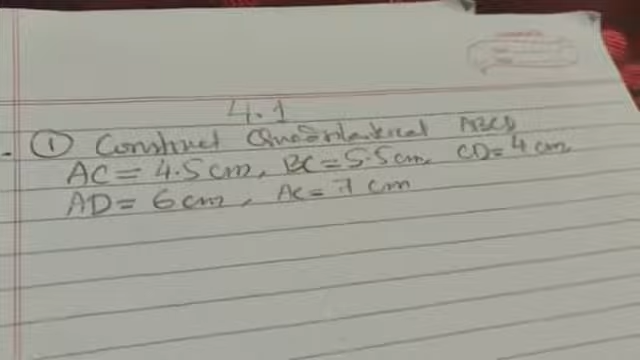 4.1
. ① Construct Quadrilaterical ABCD
AC = 4.5 cm, BC = 5.5 cm, CD = 4 cm
AD = 6 cm, AC = 7 cm